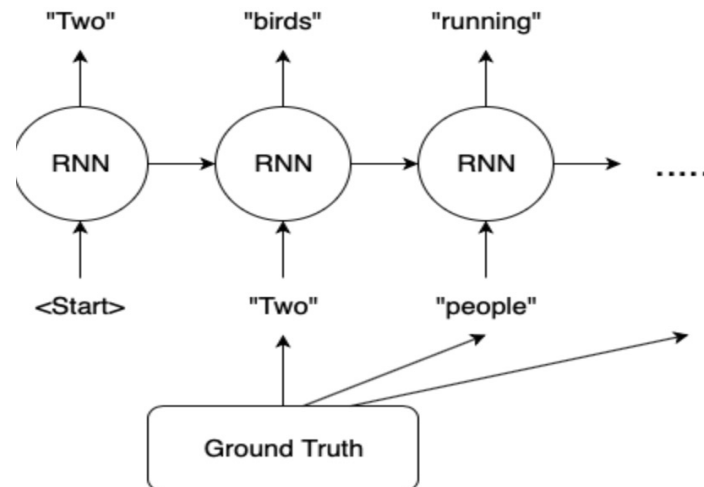 "Two" "birds" "running"
RNN RNN RNN .....
<Start> "Two" "people"
Ground Truth